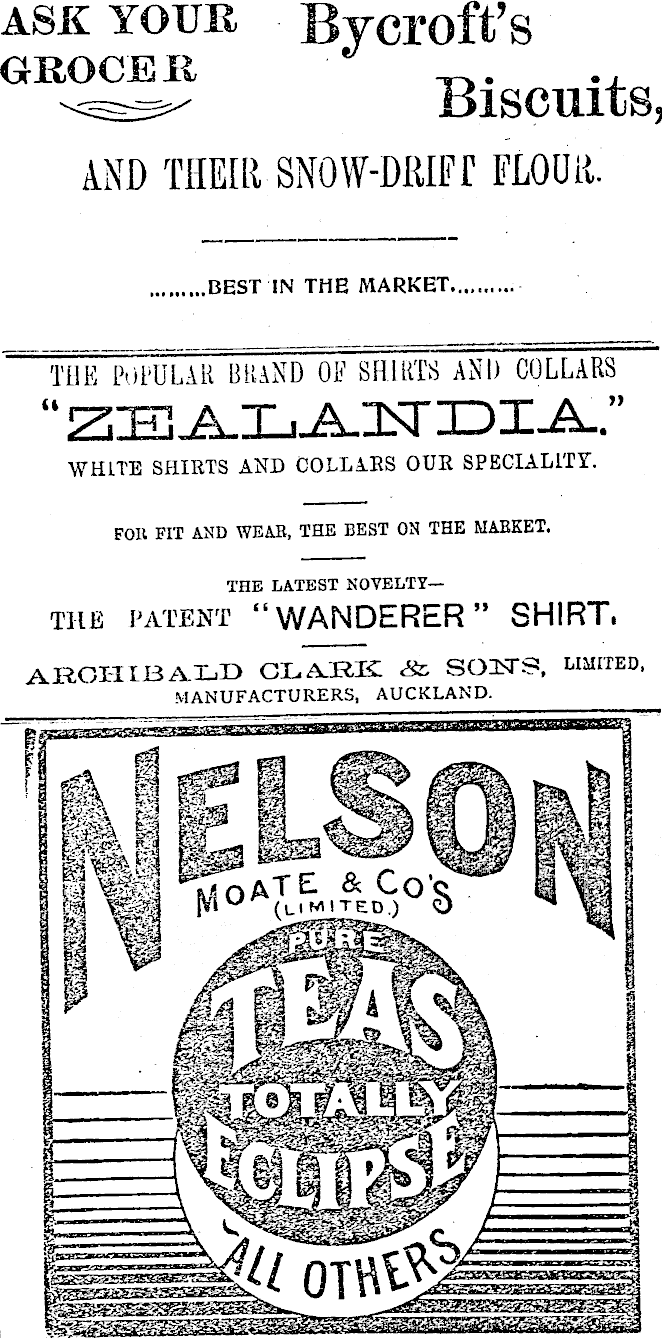 ASK YOUR
GROCER
Bycroft's
Biscuits,
AND THEIR SNOW-DRIFT FLOUR.
.........BEST IN THE MARKET..........
THE POPULAR BRAND OF SHIRTS AND COLLARS
"ZEALANDIA."
WHITE SHIRTS AND COLLARS OUR SPECIALITY.
FOR FIT AND WEAR, THE BEST ON THE MARKET.
THE LATEST NOVELTY—
THE PATENT "WANDERER" SHIRT.
ARCHIBALD CLARK & SONS, LIMITED,
MANUFACTURERS, AUCKLAND.
NELSON
MOATE & CO'S
(LIMITED.)
PURE
TEAS
TOTALLY
ECLIPSE
ALL OTHERS